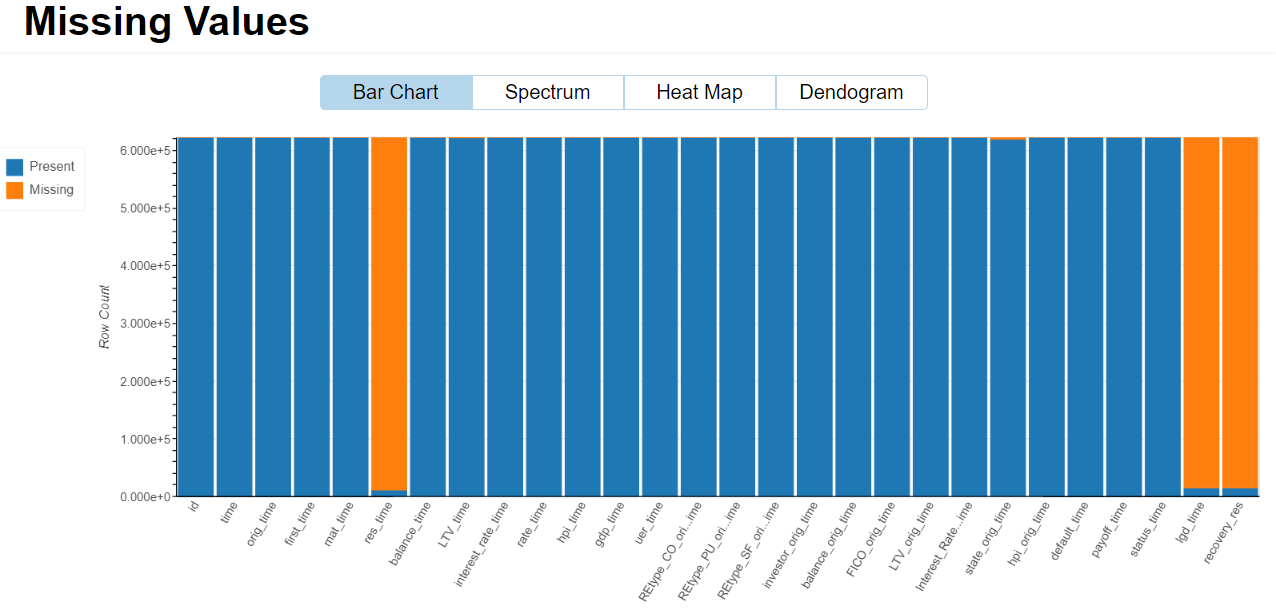 Missing Values
Bar Chart Spectrum Heat Map Dendogram
Present
Missing
Row Count
6.000e+5
5.000e+5
4.000e+5
3.000e+5
2.000e+5
1.000e+5
0.000e+0
id
time
orig_time
first_time
mat_time
res_time
balance_time
LTV_time
interest_rate_time
rate_time
hpi_time
gdp_time
uer_time
REtype_CO_ori...ime
REtype_PU_ori...ime
REtype_SF_ori...ime
investor_orig_time
balance_orig_time
FICO_orig_time
LTV_orig_time
Interest_Rate...ime
state_orig_time
hpi_orig_time
default_time
payoff_time
status_time
lgd_time
recovery_res